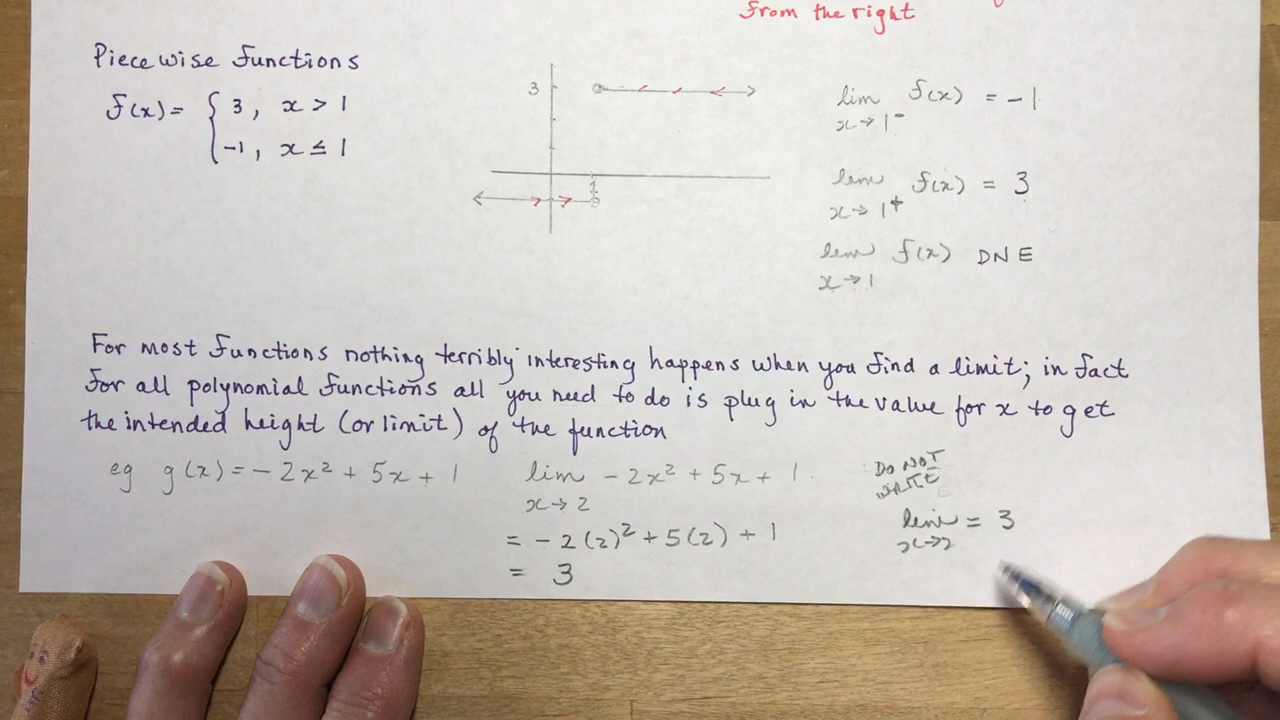 from the right
Piecewise functions
f(x) = { 3, x > 1
-1, x ≤ 1
3
1
lim f(x) = -1
x→1⁻
lim f(x) = 3
x→1⁺
lim f(x) DNE
x→1
For most functions nothing terribly interesting happens when you find a limit; in fact
for all polynomial functions all you need to do is plug in the value for x to get
the intended height (or limit) of the function
eg g(x) = -2x² + 5x + 1
lim -2x² + 5x + 1
x→2
= -2(2)² + 5(2) + 1
= 3
DO NOT
WRITE
lim = 3
x→2